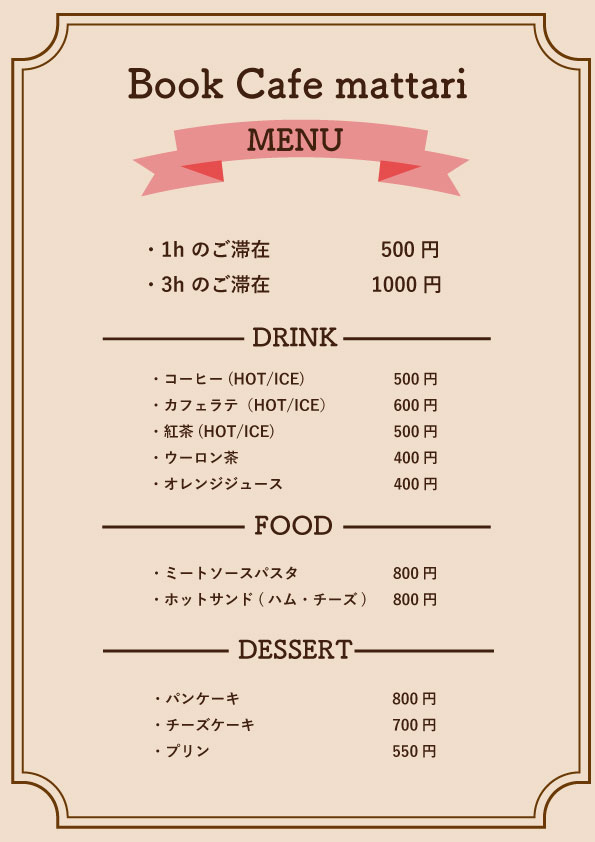 Book Cafe mattari
MENU
・1h のご滞在 500 円
・3h のご滞在 1000 円
DRINK
・コーヒー (HOT/ICE) 500 円
・カフェラテ（HOT/ICE） 600 円
・紅茶 (HOT/ICE) 500 円
・ウーロン茶 400 円
・オレンジジュース 400 円
FOOD
・ミートソースパスタ 800 円
・ホットサンド ( ハム・チーズ ) 800 円
DESSERT
・パンケーキ 800 円
・チーズケーキ 700 円
・プリン 550 円